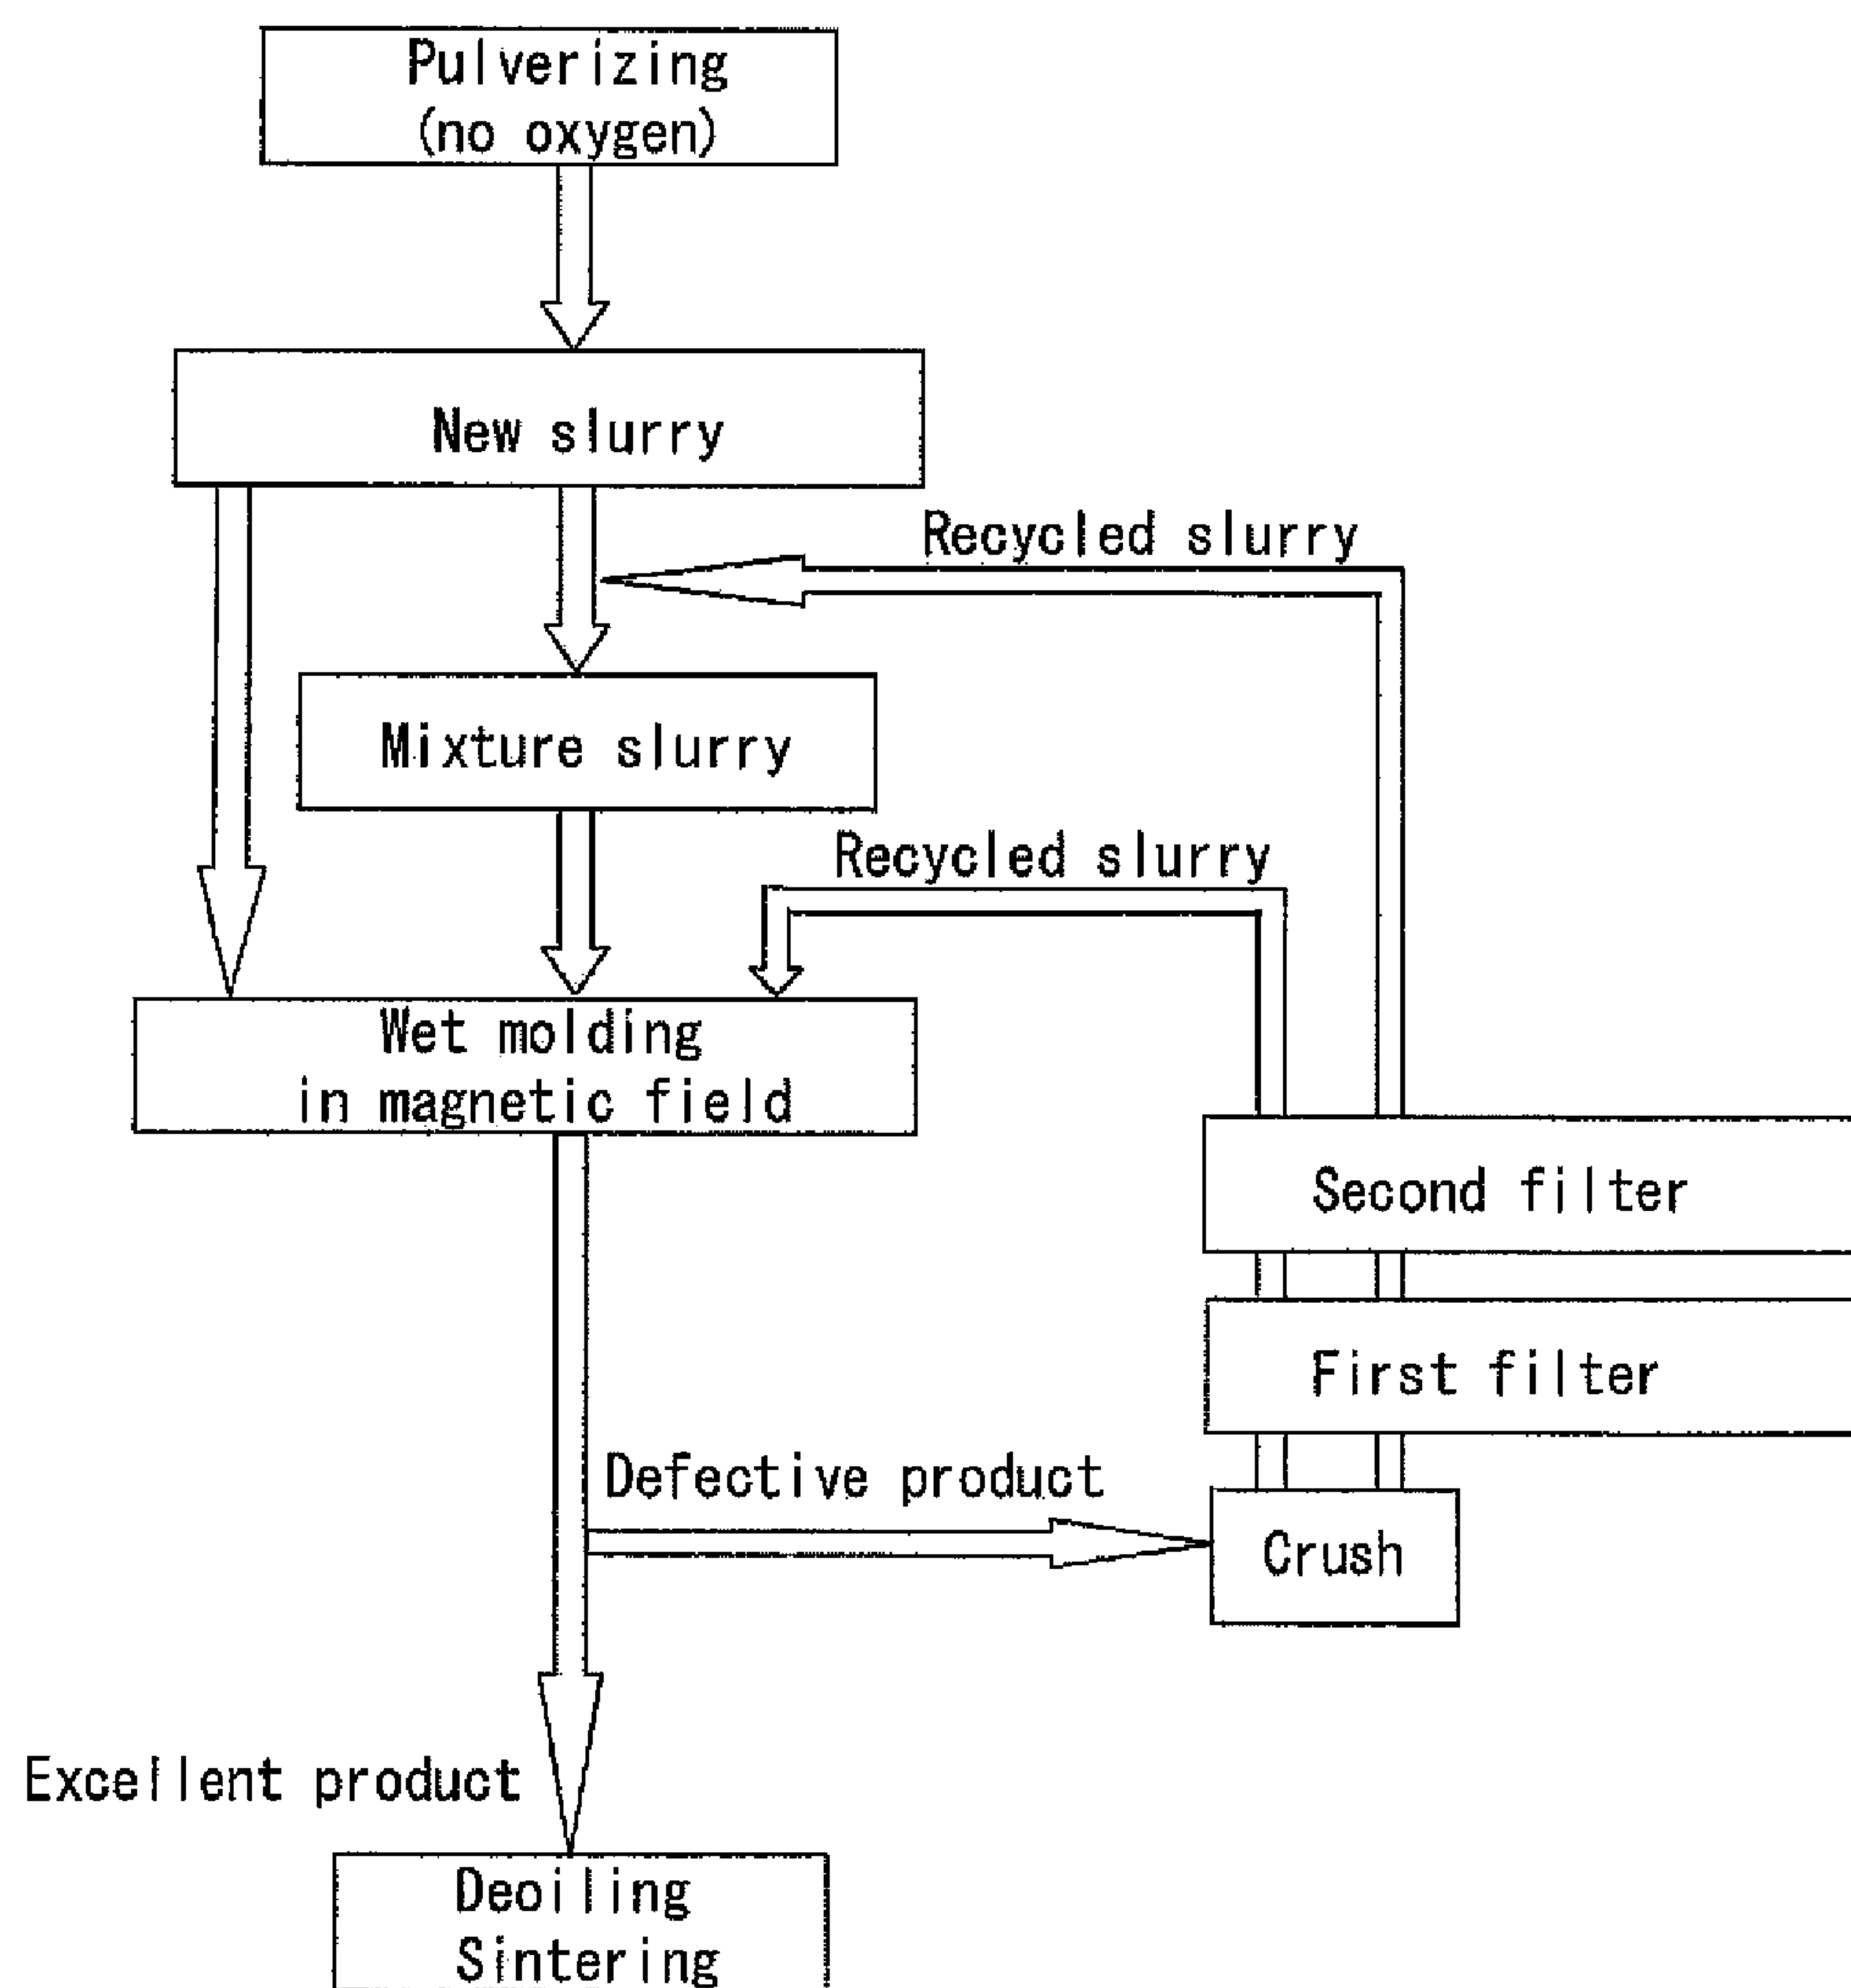 Pulverizing
(no oxygen)
New slurry
Recycled slurry
Mixture slurry
Recycled slurry
Wet molding
in magnetic field
Second filter
First filter
Defective product
Crush
Excellent product
Deoiling
Sintering